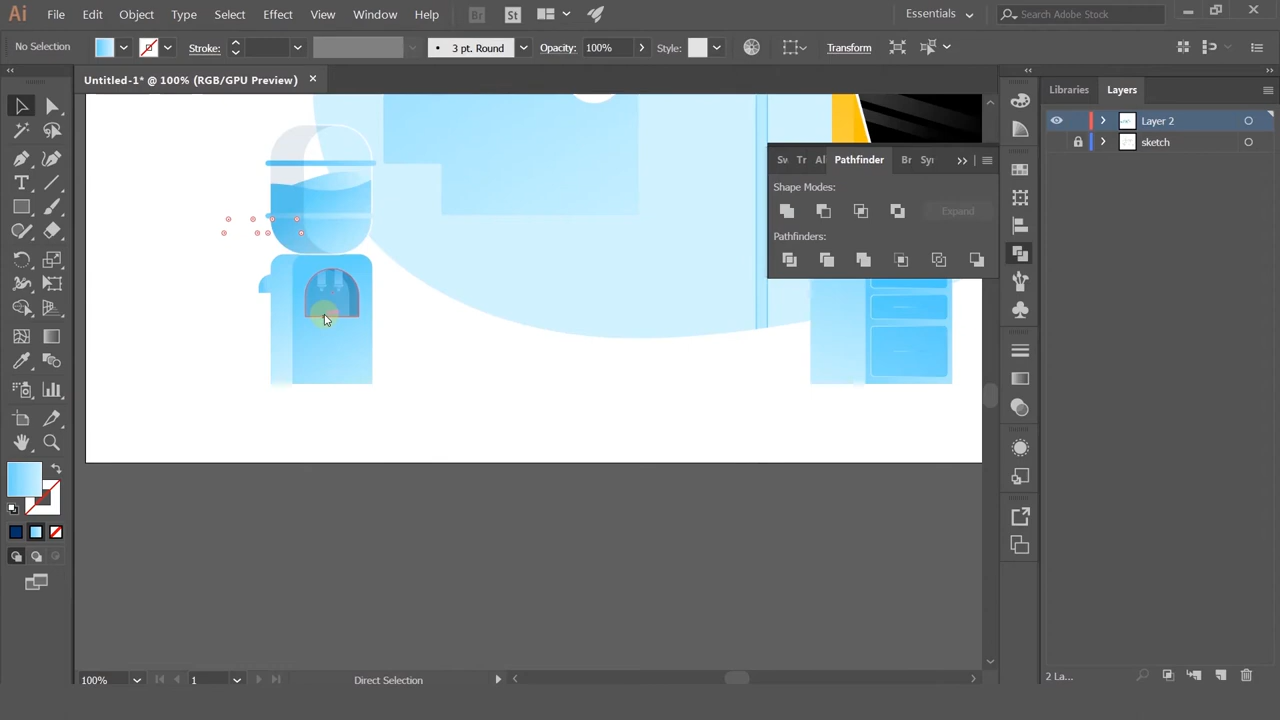 Ai File Edit Object Type Select Effect View Window Help Br St Essentials Search Adobe Stock
No Selection Stroke: 3 pt. Round Opacity: 100% Style: Transform
Untitled-1* @ 100% (RGB/GPU Preview)
Libraries Layers
Layer 2
sketch
Sw Tr Al Pathfinder Br Syr
Shape Modes:
Expand
Pathfinders:
100% 1 Direct Selection
2 La...